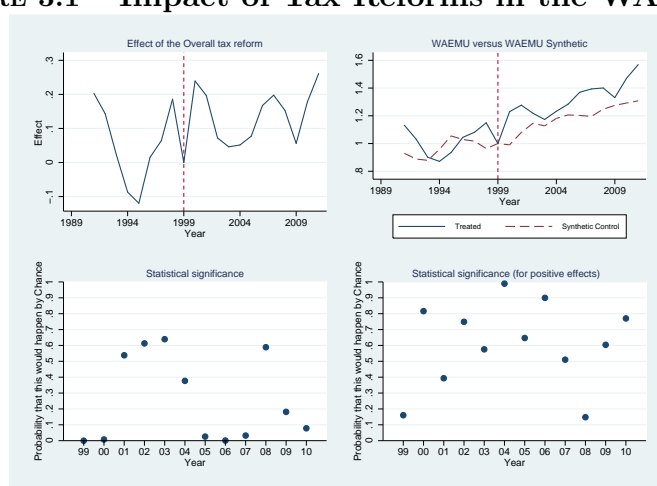 RE 3.1 Impact of Tax Reforms in the WA
Effect of the Overall tax reform
Effect
-.1 0 .1 .2 .3
1989 1994 1999 2004 2009
Year
WAEMU versus WAEMU Synthetic
.8 1 1.2 1.4 1.6
1989 1994 1999 2004 2009
Year
Treated Synthetic Control
Statistical significance
Probability that this would happen by Chance
0 .1 .2 .3 .4 .5 .6 .7 .8 .9 1
99 00 01 02 03 04 05 06 07 08 09 10
Year
Statistical significance (for positive effects)
Probability that this would happen by Chance
0 .1 .2 .3 .4 .5 .6 .7 .8 .9 1
99 00 01 02 03 04 05 06 07 08 09 10
Year